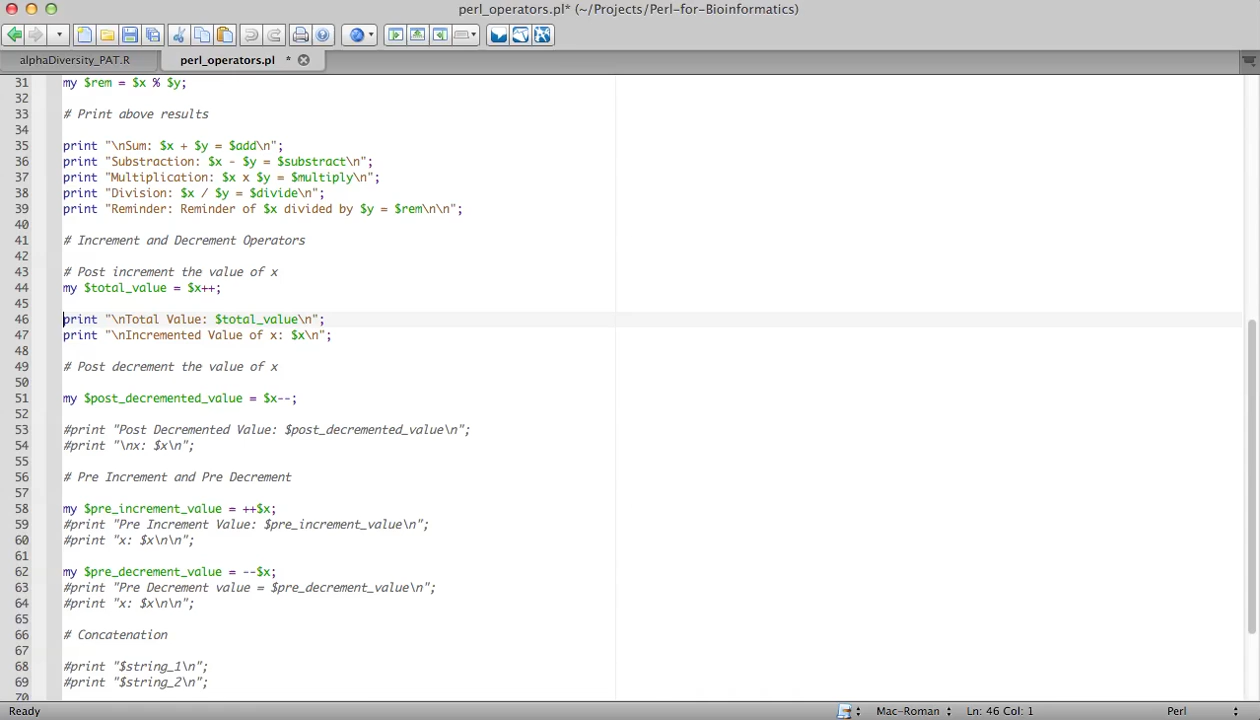 perl_operators.pl* (~/Projects/Perl-for-Bioinformatics)
alphaDiversity_PAT.R perl_operators.pl *
31 my $rem = $x % $y;
32
33 # Print above results
34
35 print "\nSum: $x + $y = $add\n";
36 print "Substraction: $x - $y = $substract\n";
37 print "Multiplication: $x x $y = $multiply\n";
38 print "Division: $x / $y = $divide\n";
39 print "Reminder: Reminder of $x divided by $y = $rem\n\n";
40
41 # Increment and Decrement Operators
42
43 # Post increment the value of x
44 my $total_value = $x++;
45
46 print "\nTotal Value: $total_value\n";
47 print "\nIncremented Value of x: $x\n";
48
49 # Post decrement the value of x
50
51 my $post_decremented_value = $x--;
52
53 #print "Post Decremented Value: $post_decremented_value\n";
54 #print "\nx: $x\n";
55
56 # Pre Increment and Pre Decrement
57
58 my $pre_increment_value = ++$x;
59 #print "Pre Increment Value: $pre_increment_value\n";
60 #print "x: $x\n\n";
61
62 my $pre_decrement_value = --$x;
63 #print "Pre Decrement value = $pre_decrement_value\n";
64 #print "x: $x\n\n";
65
66 # Concatenation
67
68 #print "$string_1\n";
69 #print "$string_2\n";
70
Ready Mac-Roman Ln: 46 Col: 1 Perl